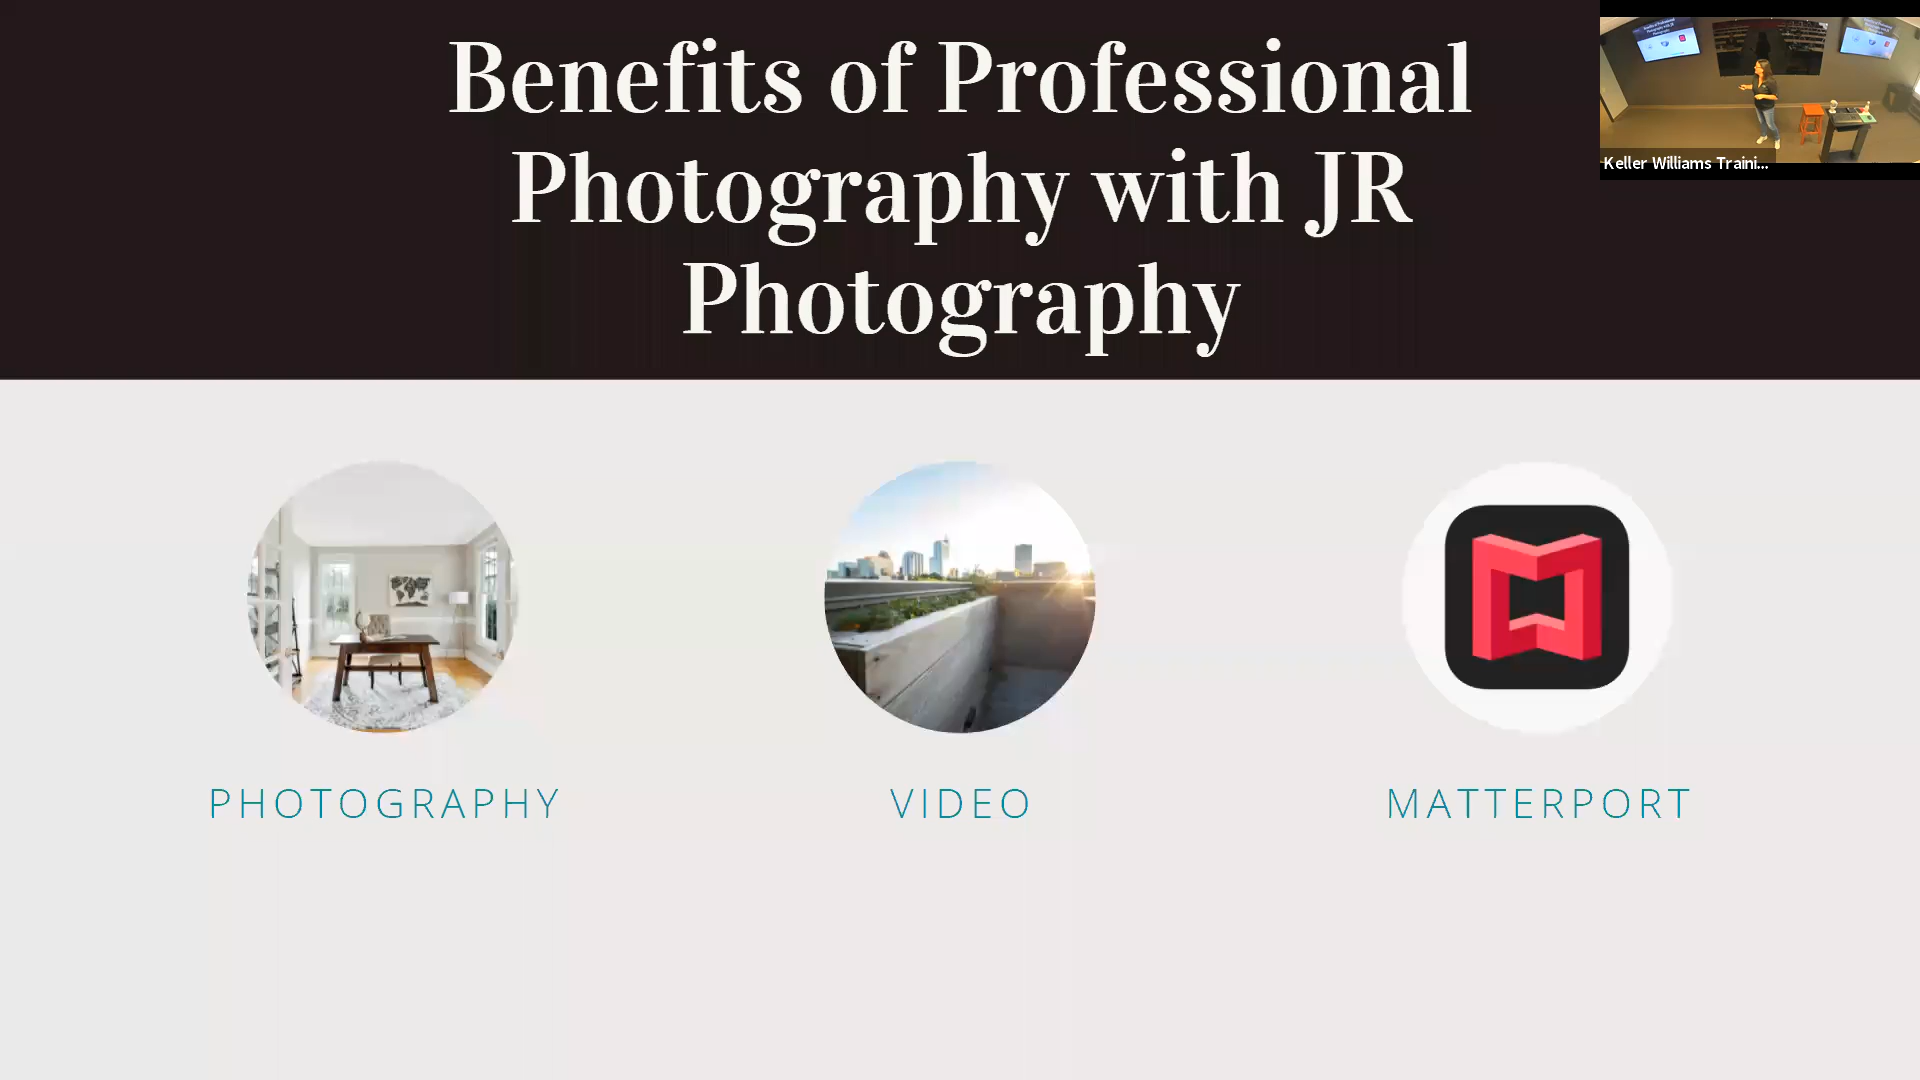 Benefits of Professional
Photography with JR
Photography
Keller Williams Traini...
PHOTOGRAPHY
VIDEO
MATTERPORT